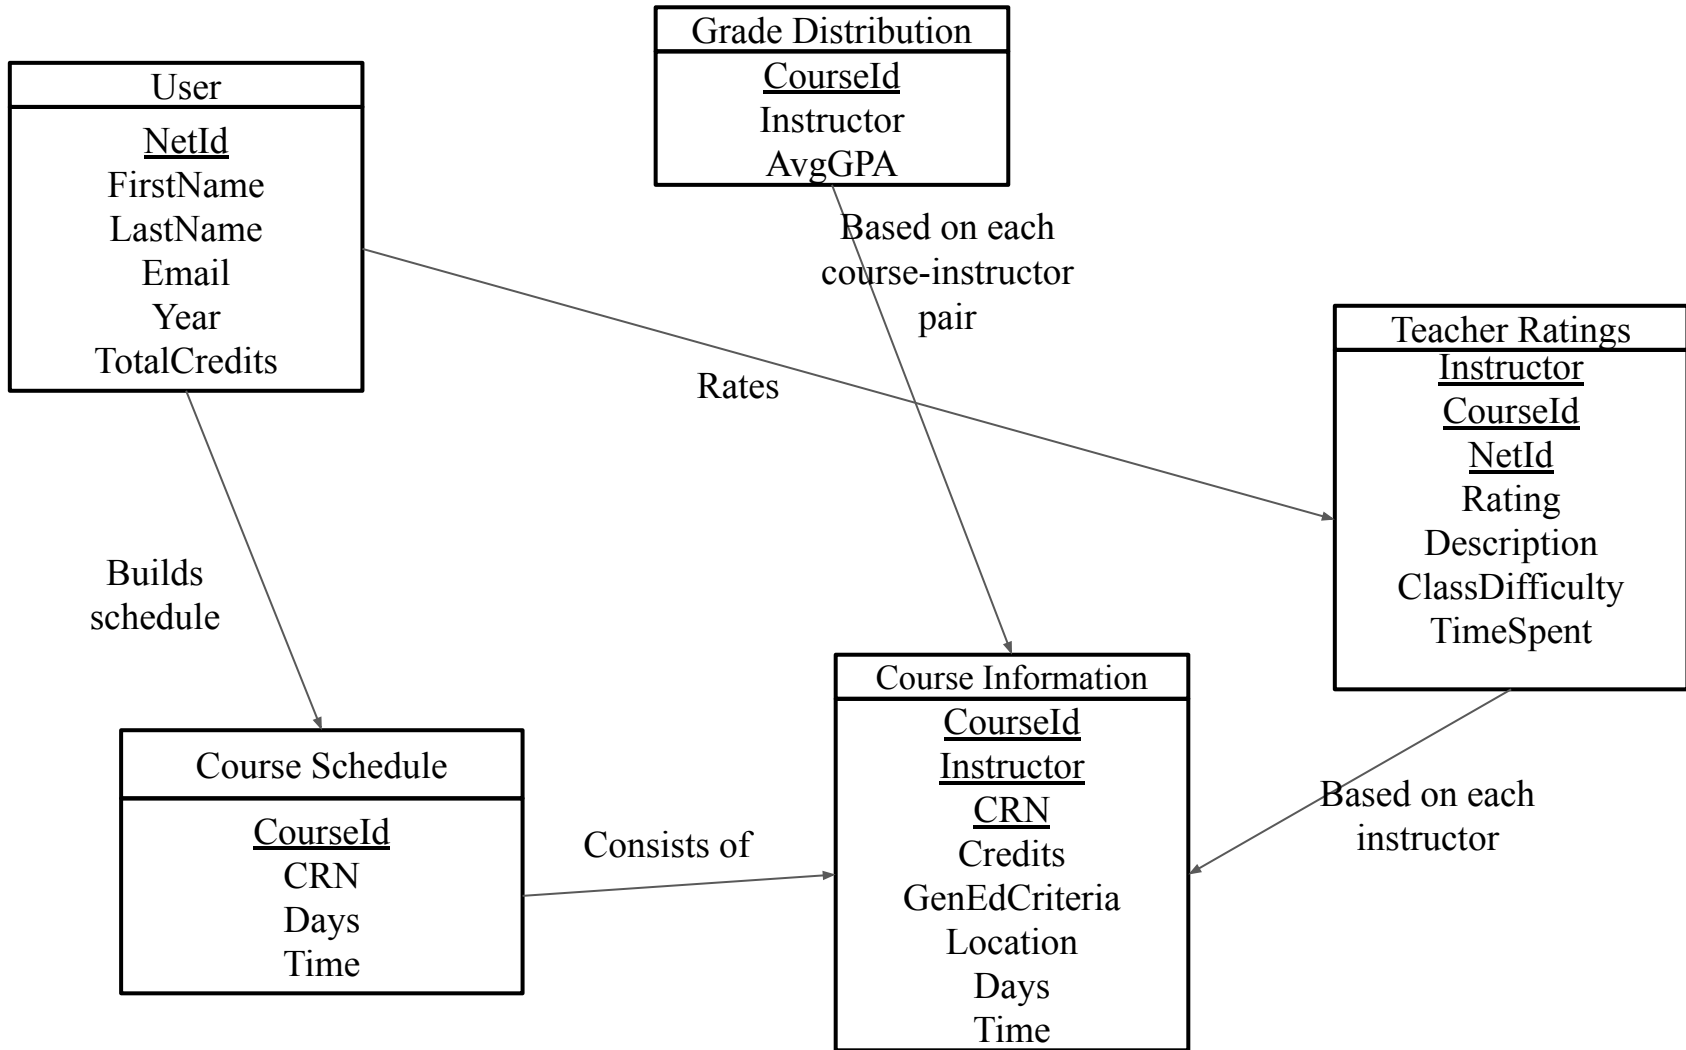 Grade Distribution
CourseId
Instructor
AvgGPA
User
NetId
FirstName
LastName
Email
Year
TotalCredits
Based on each
course-instructor
pair
Rates
Teacher Ratings
Instructor
CourseId
NetId
Rating
Description
ClassDifficulty
TimeSpent
Builds
schedule
Course Schedule
CourseId
CRN
Days
Time
Consists of
Course Information
CourseId
Instructor
CRN
Credits
GenEdCriteria
Location
Days
Time
Based on each
instructor